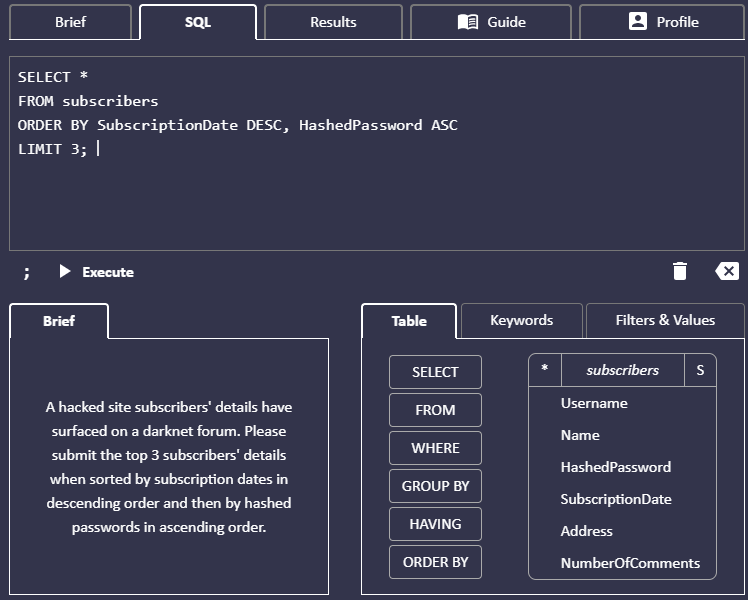 Brief
SQL
Results
Guide
Profile
SELECT *
FROM subscribers
ORDER BY SubscriptionDate DESC, HashedPassword ASC
LIMIT 3;
;
Execute
Brief
A hacked site subscribers' details have
surfaced on a darknet forum. Please
submit the top 3 subscribers' details
when sorted by subscription dates in
descending order and then by hashed
passwords in ascending order.
Table
Keywords
Filters & Values
SELECT
FROM
WHERE
GROUP BY
HAVING
ORDER BY
* subscribers S
Username
Name
HashedPassword
SubscriptionDate
Address
NumberOfComments